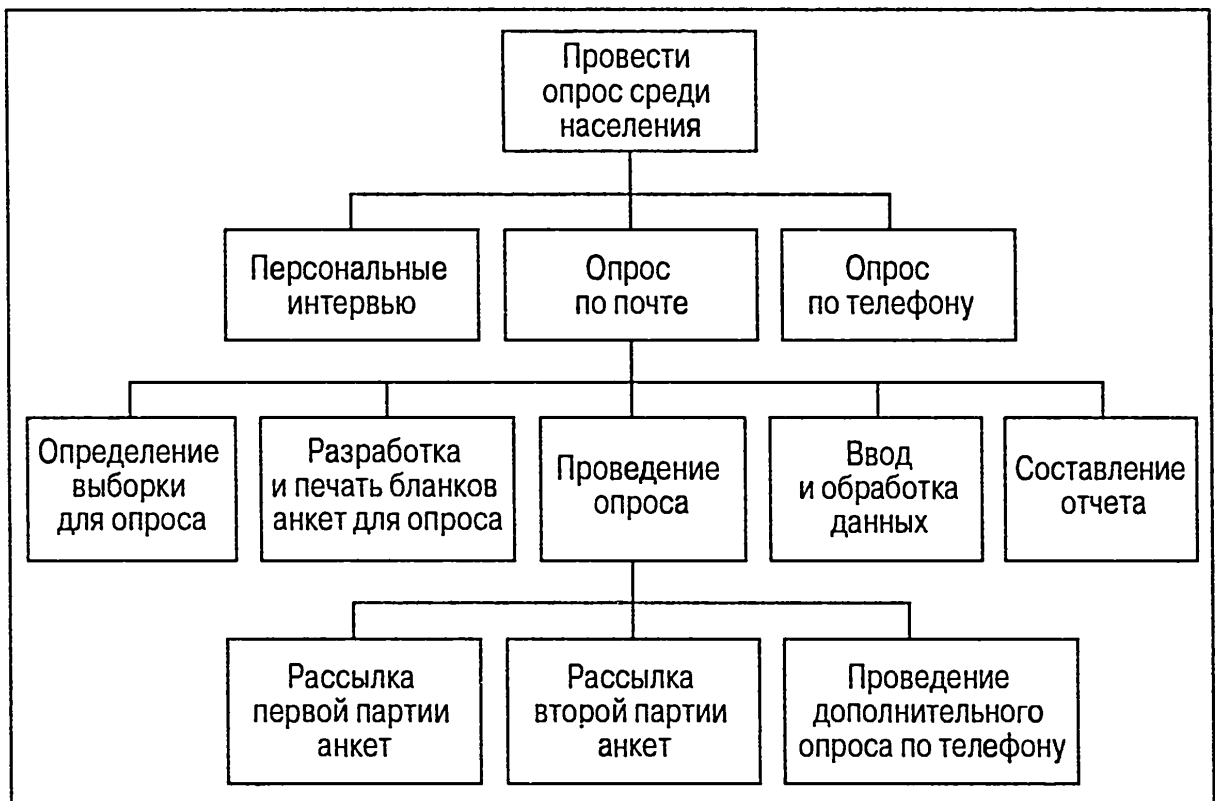 Провести
опрос среди
населения
Персональные
интервью
Опрос
по почте
Опрос
по телефону
Определение
выборки
для опроса
Разработка
и печать бланков
анкет для опроса
Проведение
опроса
Ввод
и обработка
данных
Составление
отчета
Рассылка
первой партии
анкет
Рассылка
второй партии
анкет
Проведение
дополнительного
опроса по телефону